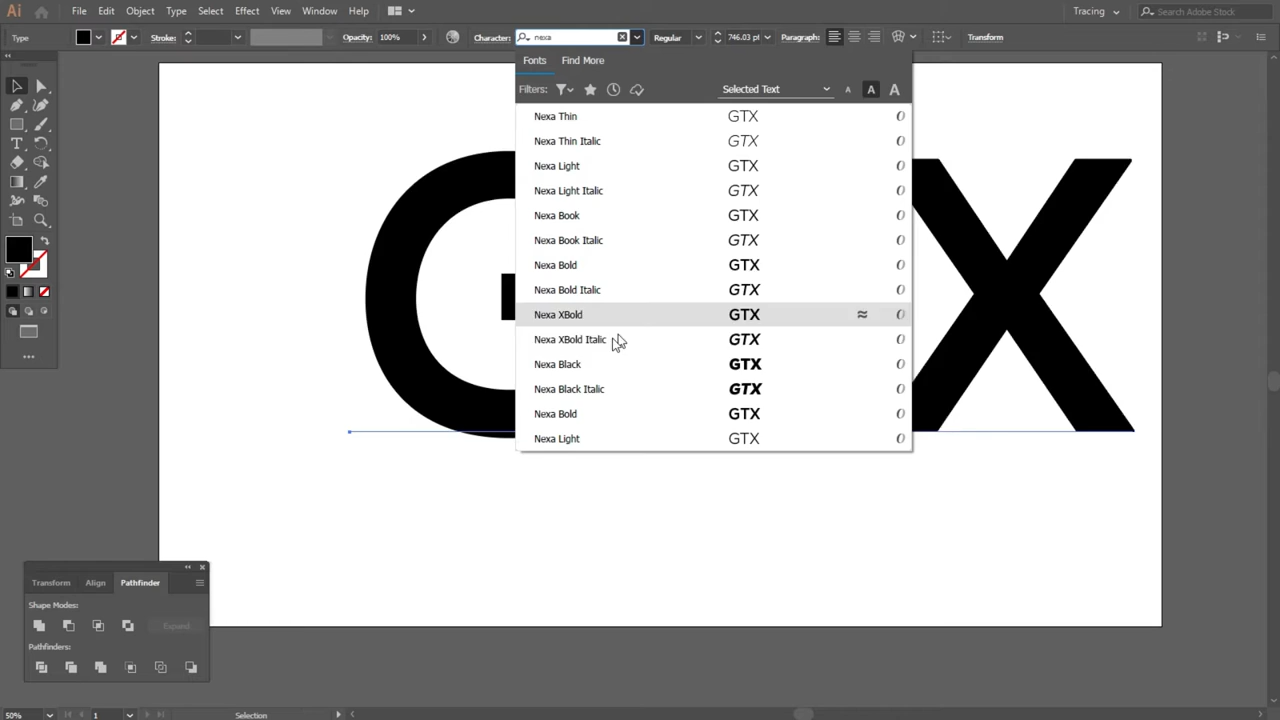 Ai File Edit Object Type Select Effect View Window Help Tracing Search Adobe Stock
Type Stroke: Opacity: 100% Character: nexa Regular 746.03 pt Paragraph: Transform
Fonts Find More
Filters: Selected Text A A A
Nexa Thin GTX
Nexa Thin Italic GTX
Nexa Light GTX
Nexa Light Italic GTX
Nexa Book GTX
Nexa Book Italic GTX
Nexa Bold GTX
Nexa Bold Italic GTX
Nexa XBold GTX
Nexa XBold Italic GTX
Nexa Black GTX
Nexa Black Italic GTX
Nexa Bold GTX
Nexa Light GTX
G X
Transform Align Pathfinder
Shape Modes:
Expand
Pathfinders:
50% 1 Selection